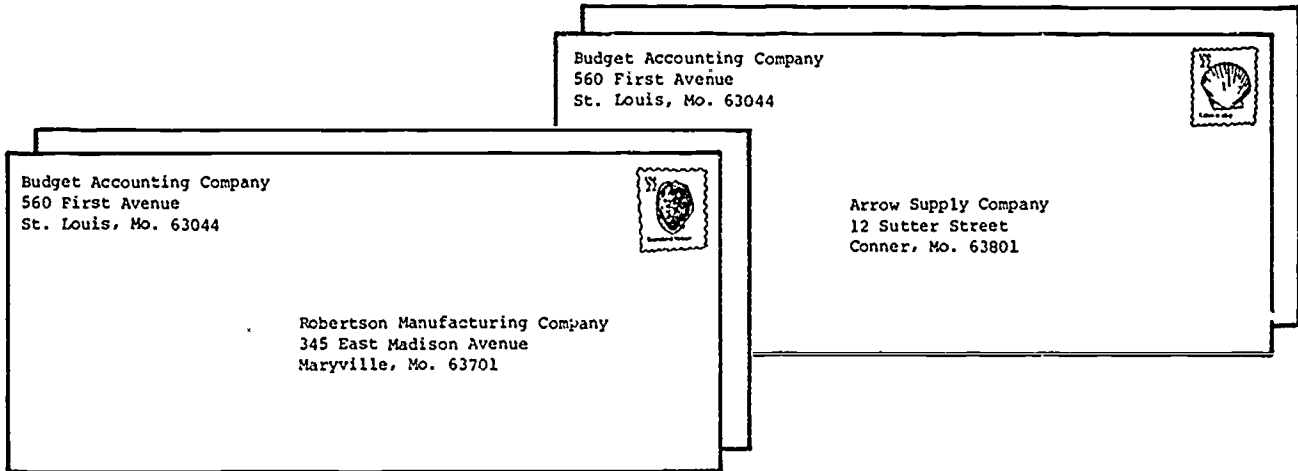 Budget Accounting Company
560 First Avenue
St. Louis, Mo. 63044
Arrow Supply Company
12 Sutter Street
Conner, Mo. 63801
Budget Accounting Company
560 First Avenue
St. Louis, Mo. 63044
Robertson Manufacturing Company
345 East Madison Avenue
Maryville, Mo. 63701